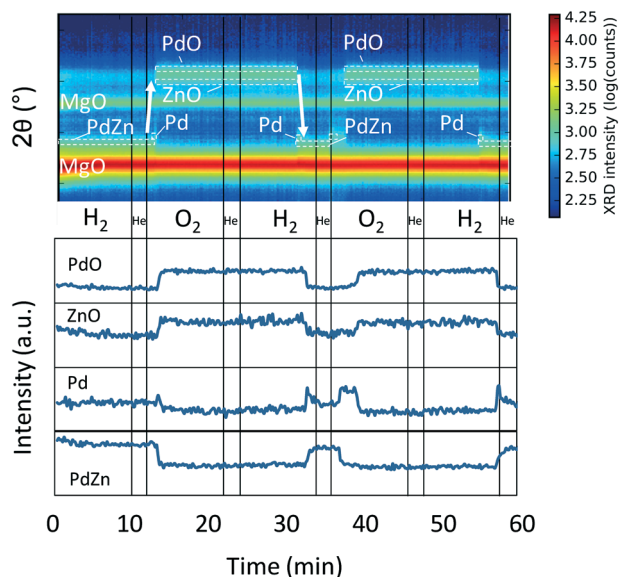 PdO
PdO
ZnO
ZnO
MgO
PdZn
Pd
Pd
PdZn
Pd
MgO
2θ (°)
4.25
4.00
3.75
3.50
3.25
3.00
2.75
2.50
2.25
XRD intensity (log(counts))
H₂ He O₂ He H₂ He O₂ He H₂
PdO
ZnO
Pd
PdZn
Intensity (a.u.)
0 10 20 30 40 50 60
Time (min)